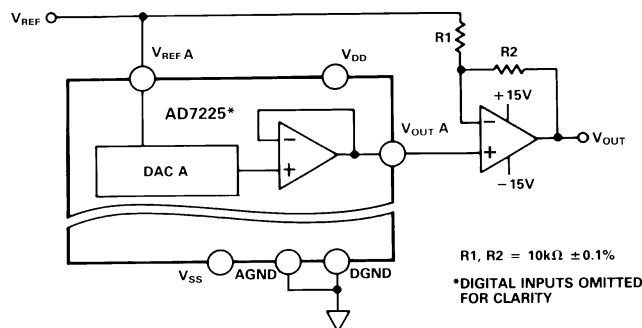 VREF
R1
R2
VREF A
VDD
+15V
AD7225*
VOUT A
−
+
−
+
VOUT
DAC A
−15V
VSS
AGND
DGND
R1, R2 = 10kΩ ±0.1%
*DIGITAL INPUTS OMITTED
FOR CLARITY